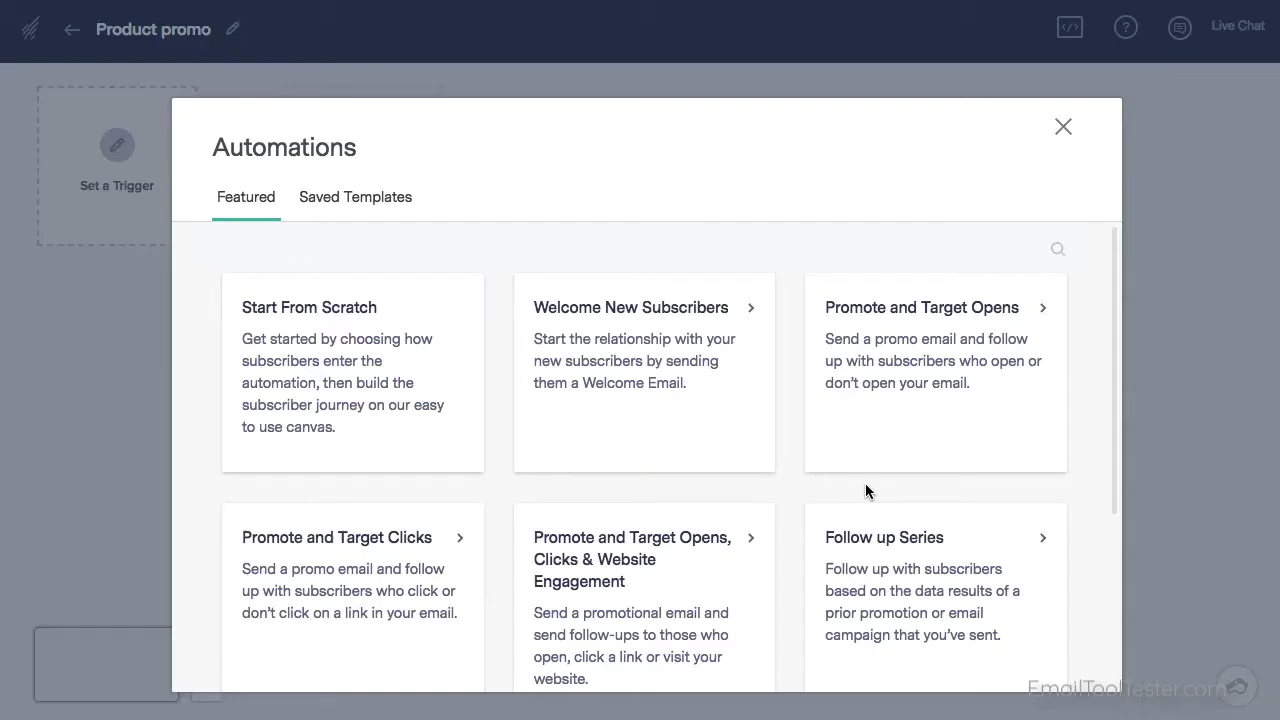 Product promo
Live Chat
Set a Trigger
Automations
Featured
Saved Templates
Start From Scratch
Get started by choosing how
subscribers enter the
automation, then build the
subscriber journey on our easy
to use canvas.
Welcome New Subscribers
Start the relationship with your
new subscribers by sending
them a Welcome Email.
Promote and Target Opens
Send a promo email and follow
up with subscribers who open or
don’t open your email.
Promote and Target Clicks
Send a promo email and follow
up with subscribers who click or
don’t click on a link in your email.
Promote and Target Opens,
Clicks & Website
Engagement
Send a promotional email and
send follow-ups to those who
open, click a link or visit your
website.
Follow up Series
Follow up with subscribers
based on the data results of a
prior promotion or email
campaign that you’ve sent.
EmailToolTester.com